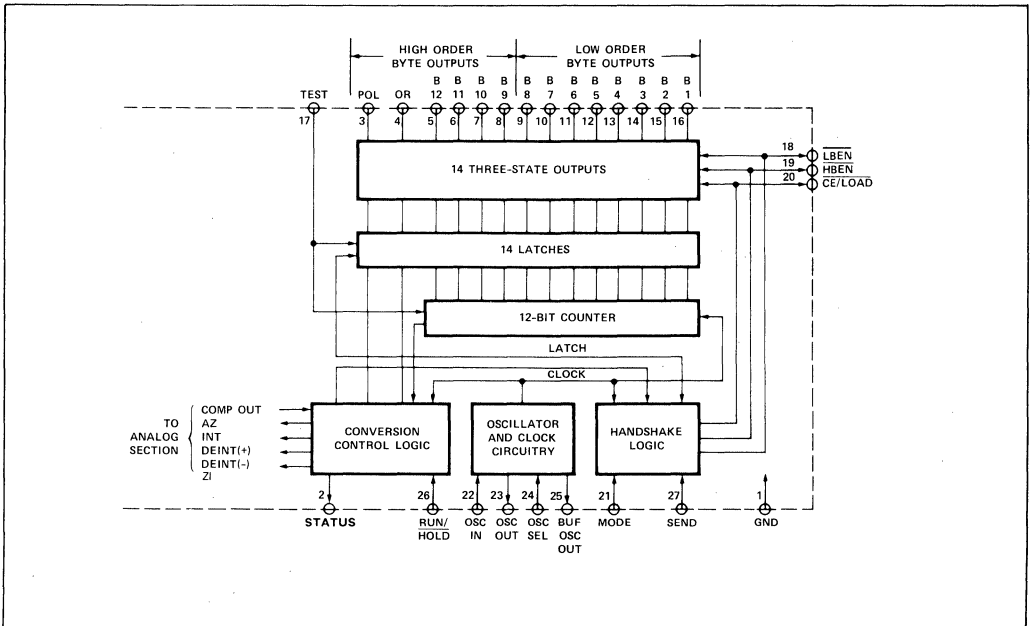 HIGH ORDER
BYTE OUTPUTS
LOW ORDER
BYTE OUTPUTS
B B B B B B B B B B B B
TEST POL OR 12 11 10 9 8 7 6 5 4 3 2 1
17 3 4 5 6 7 8 9 10 11 12 13 14 15 16
14 THREE-STATE OUTPUTS
18 LBEN
19 HBEN
20 CE/LOAD
14 LATCHES
12-BIT COUNTER
LATCH
CLOCK
TO
ANALOG
SECTION
COMP OUT
AZ
INT
DEINT(+)
DEINT(-)
ZI
CONVERSION
CONTROL LOGIC
OSCILLATOR
AND CLOCK
CIRCUITRY
HANDSHAKE
LOGIC
2 26 22 23 24 25 21 27 1
STATUS
RUN/
HOLD
OSC
IN
OSC
OUT
OSC
SEL
BUF
OSC
OUT
MODE
SEND
GND